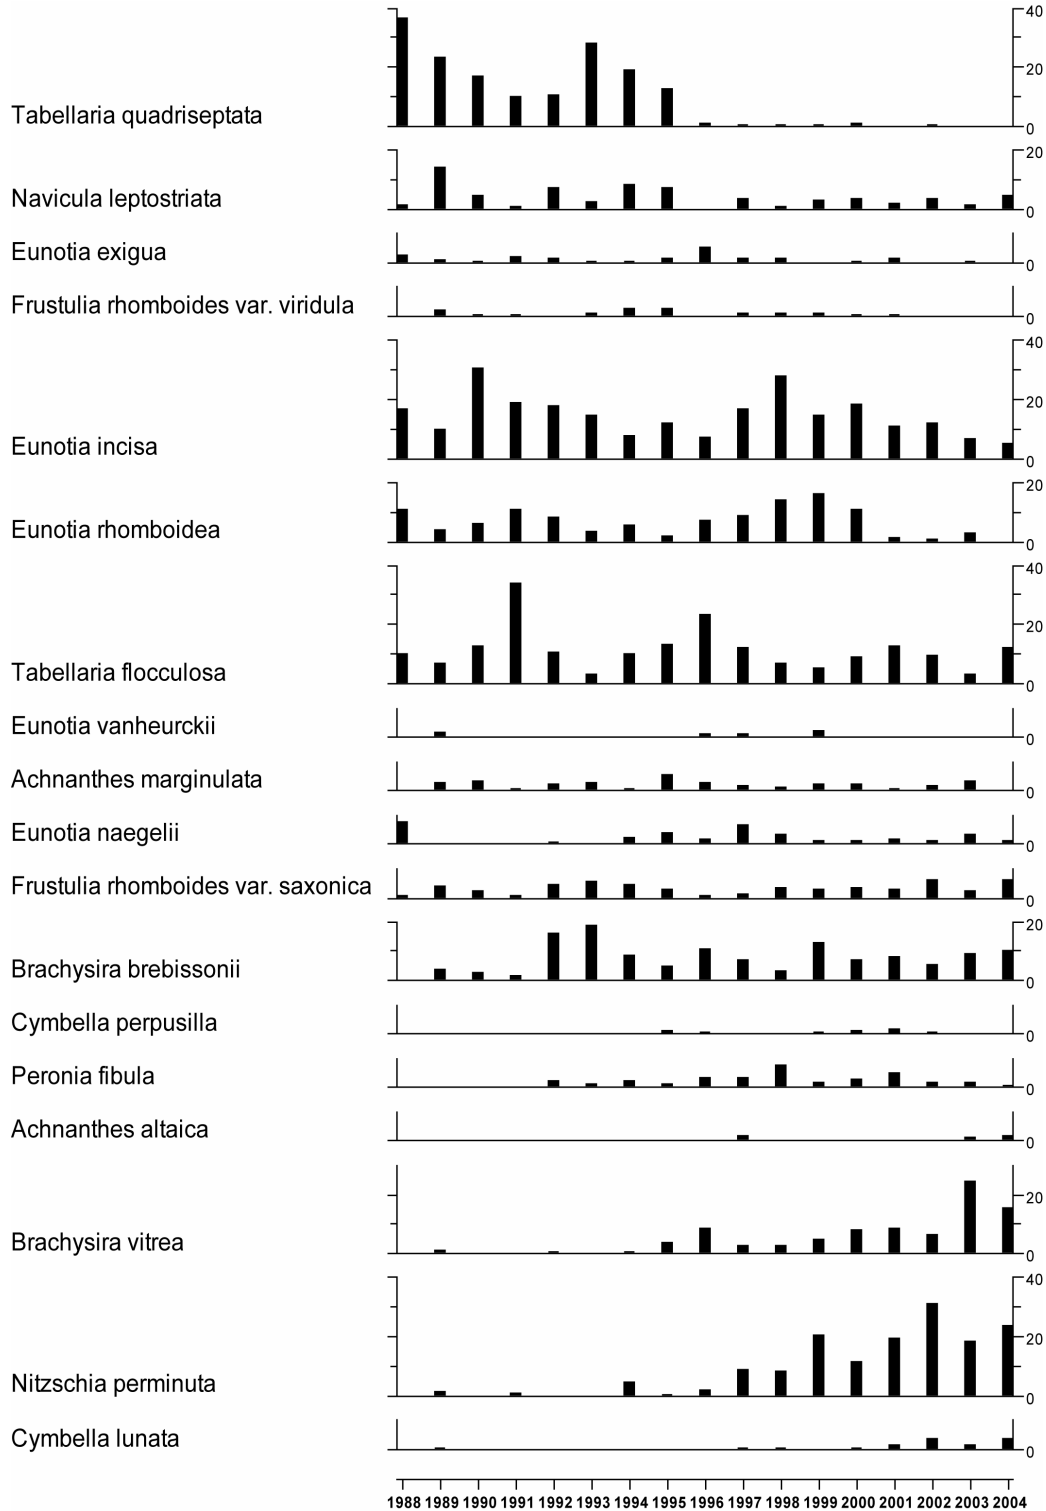 40
20
Tabellaria quadriseptata
0
20
Navicula leptostriata
0
Eunotia exigua
0
Frustulia rhomboides var. viridula
0
40
20
Eunotia incisa
0
20
Eunotia rhomboidea
0
40
20
Tabellaria flocculosa
0
Eunotia vanheurckii
0
Achnanthes marginulata
0
Eunotia naegelii
0
Frustulia rhomboides var. saxonica
0
20
Brachysira brebissonii
0
Cymbella perpusilla
0
Peronia fibula
0
Achnanthes altaica
0
20
Brachysira vitrea
0
40
20
Nitzschia perminuta
0
Cymbella lunata
0
1988 1989 1990 1991 1992 1993 1994 1995 1996 1997 1998 1999 2000 2001 2002 2003 2004